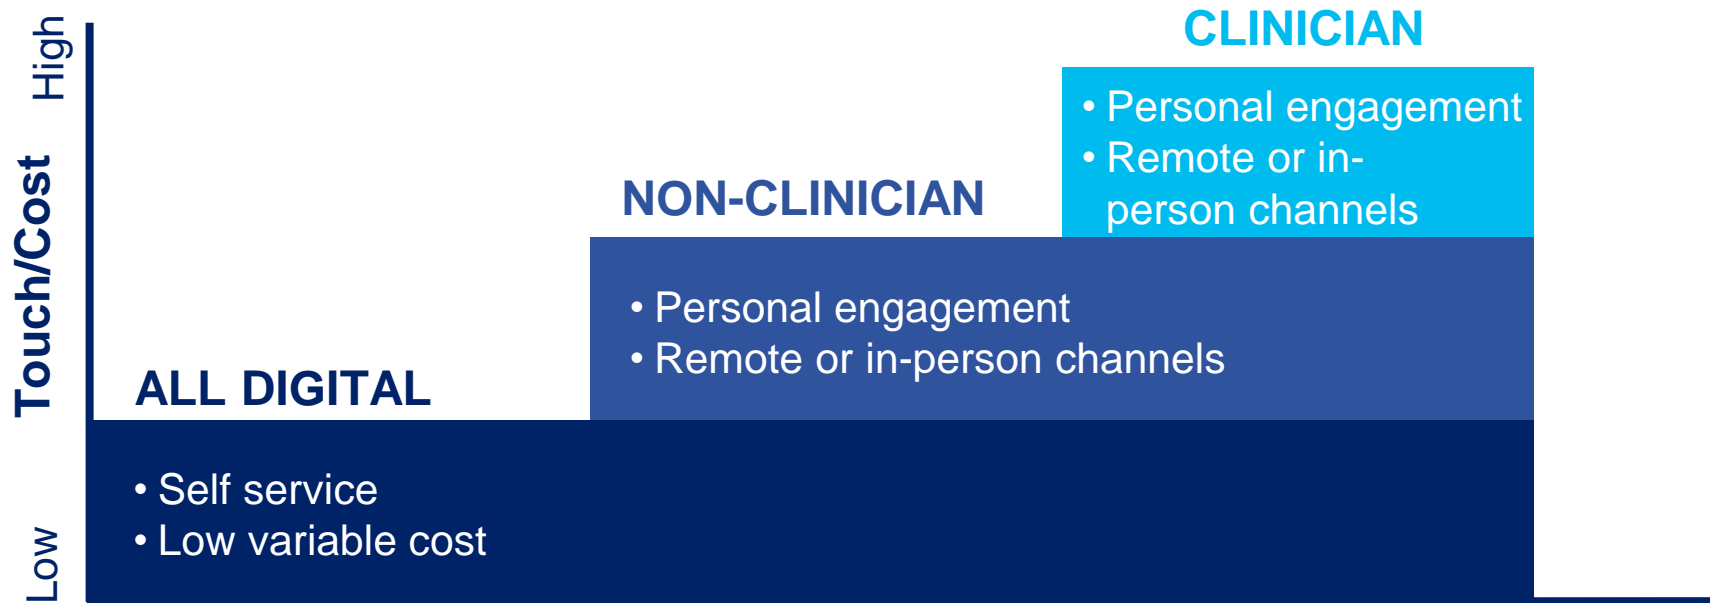 High
Touch/Cost
Low
CLINICIAN
• Personal engagement
• Remote or in-
person channels
NON-CLINICIAN
• Personal engagement
• Remote or in-person channels
ALL DIGITAL
• Self service
• Low variable cost